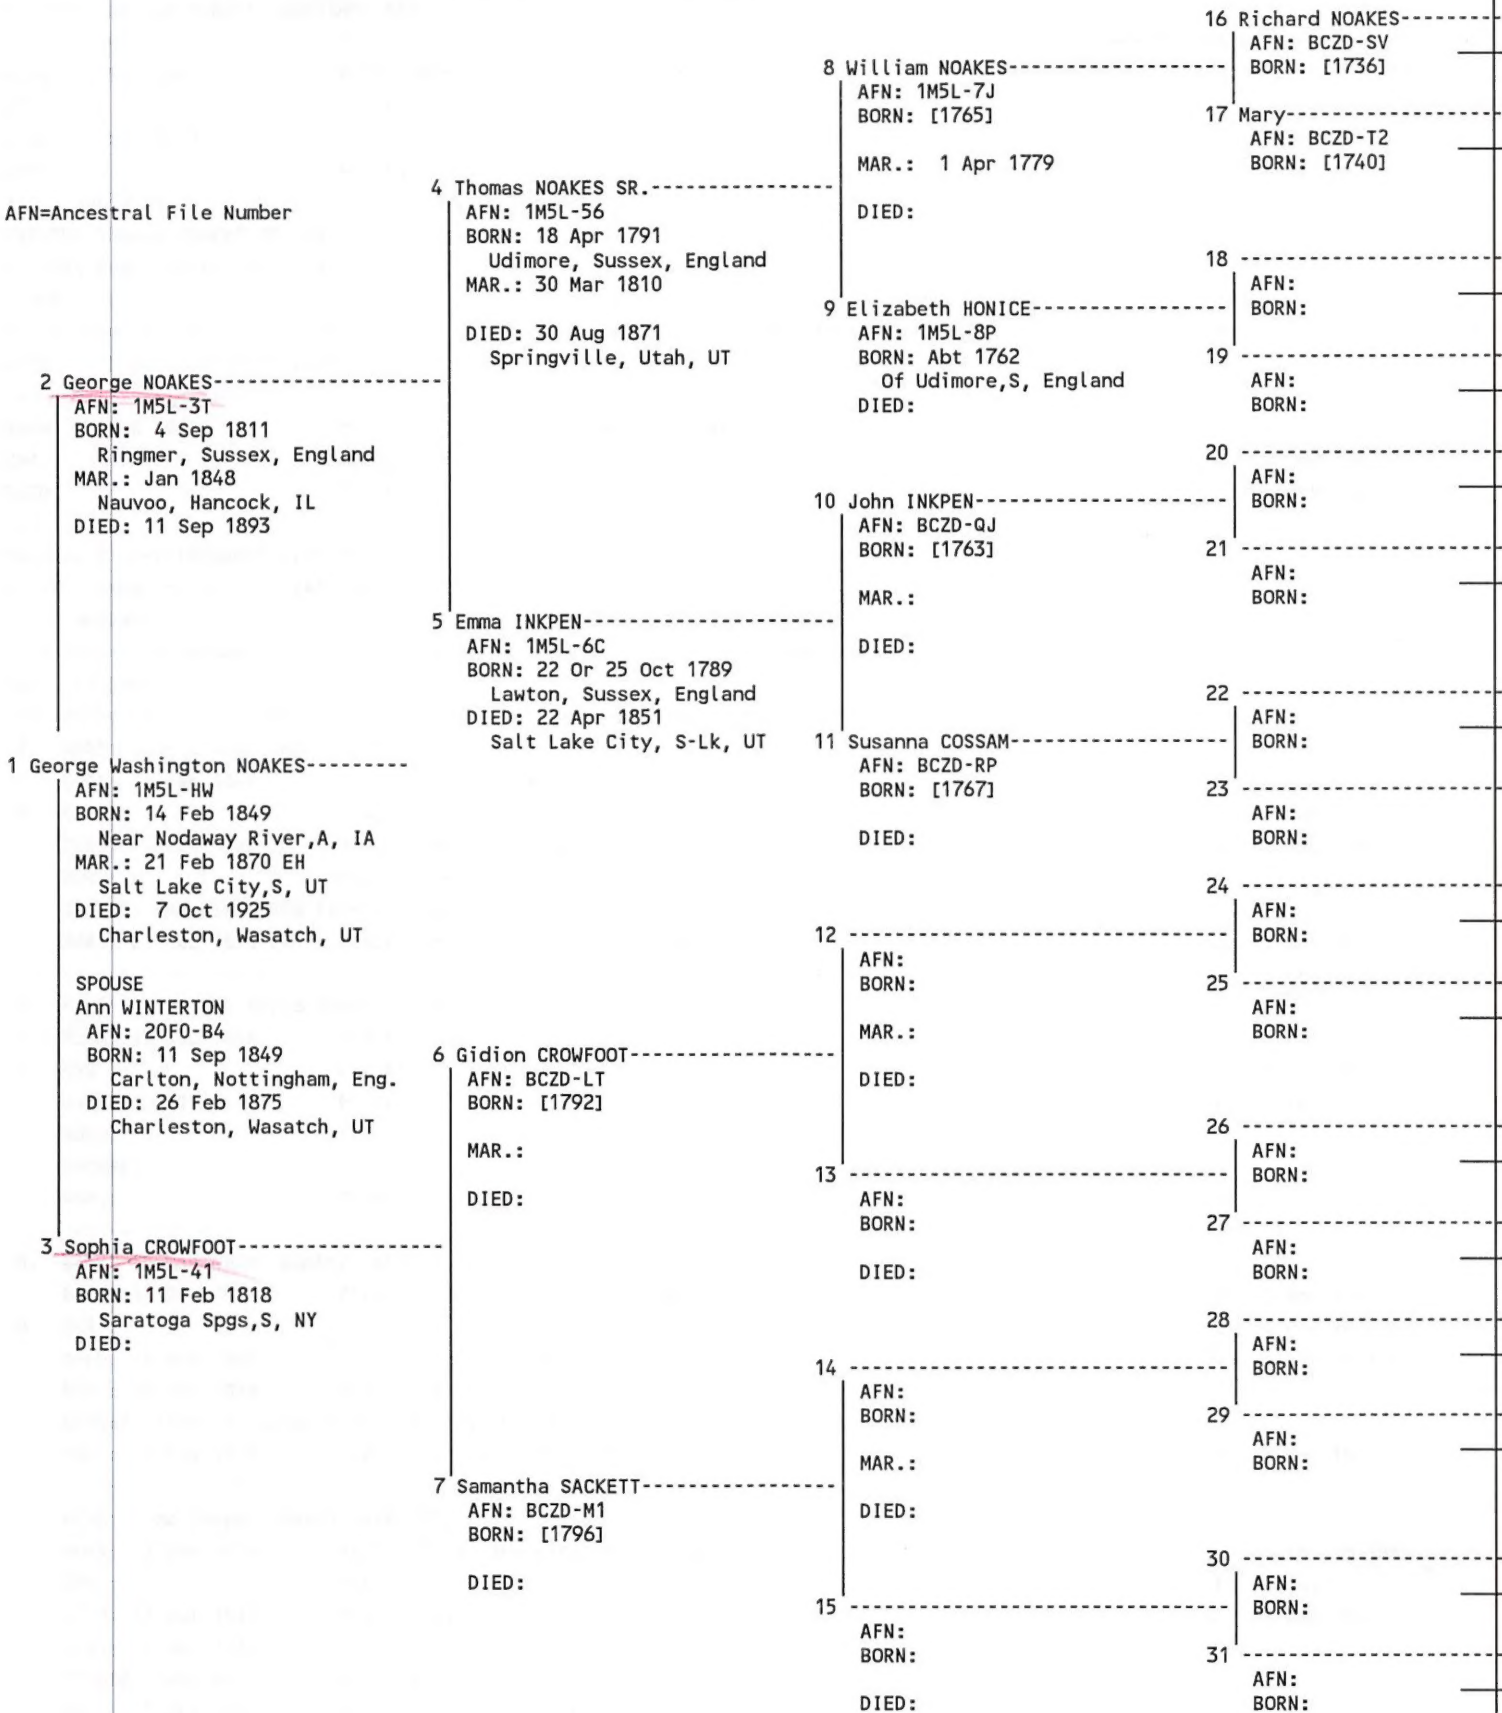 AFN=Ancestral File Number
1 George Washington NOAKES---------
AFN: 1M5L-HW
BORN: 14 Feb 1849
Near Nodaway River,A, IA
MAR.: 21 Feb 1870 EH
Salt Lake City,S, UT
DIED:  7 Oct 1925
Charleston, Wasatch, UT
SPOUSE
Ann WINTERTON
AFN: 20F0-B4
BORN: 11 Sep 1849
Carlton, Nottingham, Eng.
DIED: 26 Feb 1875
Charleston, Wasatch, UT
2 George NOAKES--------------------
AFN: 1M5L-3T
BORN:  4 Sep 1811
Ringmer, Sussex, England
MAR.: Jan 1848
Nauvoo, Hancock, IL
DIED: 11 Sep 1893
3 Sophia CROWFOOT------------------
AFN: 1M5L-41
BORN: 11 Feb 1818
Saratoga Spgs,S, NY
DIED:
4 Thomas NOAKES SR.----------------
AFN: 1M5L-56
BORN: 18 Apr 1791
Udimore, Sussex, England
MAR.: 30 Mar 1810
DIED: 30 Aug 1871
Springville, Utah, UT
5 Emma INKPEN----------------------
AFN: 1M5L-6C
BORN: 22 Or 25 Oct 1789
Lawton, Sussex, England
DIED: 22 Apr 1851
Salt Lake City, S-Lk, UT
6 Gidion CROWFOOT------------------
AFN: BCZD-LT
BORN: [1792]
MAR.:
DIED:
7 Samantha SACKETT-----------------
AFN: BCZD-M1
BORN: [1796]
DIED:
8 William NOAKES-------------------
AFN: 1M5L-7J
BORN: [1765]
MAR.:  1 Apr 1779
DIED:
9 Elizabeth HONICE-----------------
AFN: 1M5L-8P
BORN: Abt 1762
Of Udimore,S, England
DIED:
10 John INKPEN----------------------
AFN: BCZD-QJ
BORN: [1763]
MAR.:
DIED:
11 Susanna COSSAM-------------------
AFN: BCZD-RP
BORN: [1767]
DIED:
12 ---------------------------------
AFN:
BORN:
MAR.:
DIED:
13 ---------------------------------
AFN:
BORN:
DIED:
14 ---------------------------------
AFN:
BORN:
MAR.:
DIED:
15 ---------------------------------
AFN:
BORN:
DIED:
16 Richard NOAKES---------
AFN: BCZD-SV
BORN: [1736]
17 Mary-------------------
AFN: BCZD-T2
BORN: [1740]
18 -----------------------
AFN:
BORN:
19 -----------------------
AFN:
BORN:
20 -----------------------
AFN:
BORN:
21 -----------------------
AFN:
BORN:
22 -----------------------
AFN:
BORN:
23 -----------------------
AFN:
BORN:
24 -----------------------
AFN:
BORN:
25 -----------------------
AFN:
BORN:
26 -----------------------
AFN:
BORN:
27 -----------------------
AFN:
BORN:
28 -----------------------
AFN:
BORN:
29 -----------------------
AFN:
BORN:
30 -----------------------
AFN:
BORN:
31 -----------------------
AFN:
BORN: